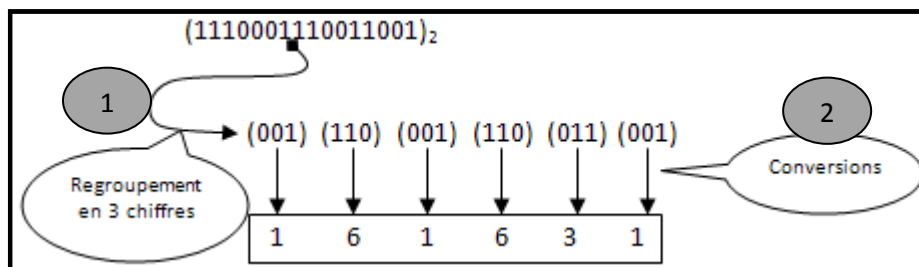 (1110001110011001)₂
1
2
(001) (110) (001) (110) (011) (001)
Conversions
Regroupement
en 3 chiffres
1 6 1 6 3 1